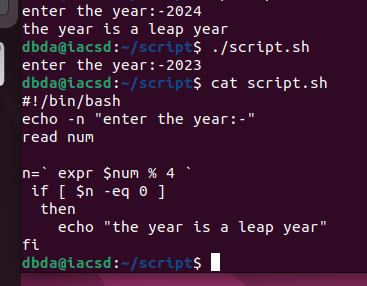 enter the year:-2024
the year is a leap year
dbda@iacsd:~/script$ ./script.sh
enter the year:-2023
dbda@iacsd:~/script$ cat script.sh
#!/bin/bash
echo -n "enter the year:-"
read num

n=` expr $num % 4 `
 if [ $n -eq 0 ]
  then
    echo "the year is a leap year"
fi
dbda@iacsd:~/script$